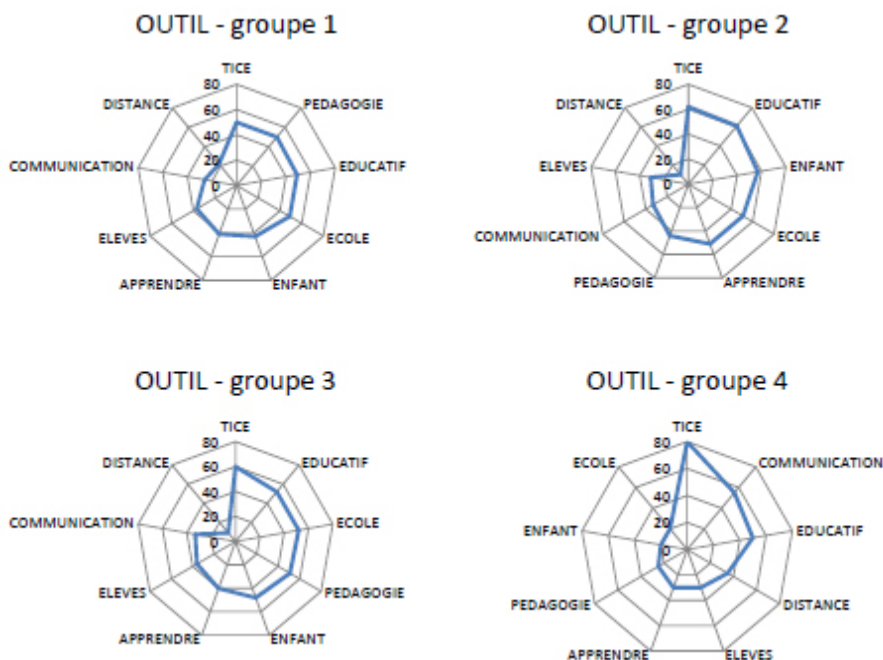 OUTIL - groupe 1
TICE
PEDAGOGIE
EDUCATIF
ECOLE
ENFANT
APPRENDRE
ELEVES
COMMUNICATION
DISTANCE
80
60
40
20
0
OUTIL - groupe 2
TICE
EDUCATIF
ENFANT
ECOLE
APPRENDRE
PEDAGOGIE
COMMUNICATION
ELEVES
DISTANCE
80
60
40
20
0
OUTIL - groupe 3
TICE
EDUCATIF
ECOLE
PEDAGOGIE
ENFANT
APPRENDRE
ELEVES
COMMUNICATION
DISTANCE
80
60
40
20
0
OUTIL - groupe 4
TICE
COMMUNICATION
EDUCATIF
DISTANCE
ELEVES
APPRENDRE
PEDAGOGIE
ENFANT
ECOLE
80
60
40
20
0